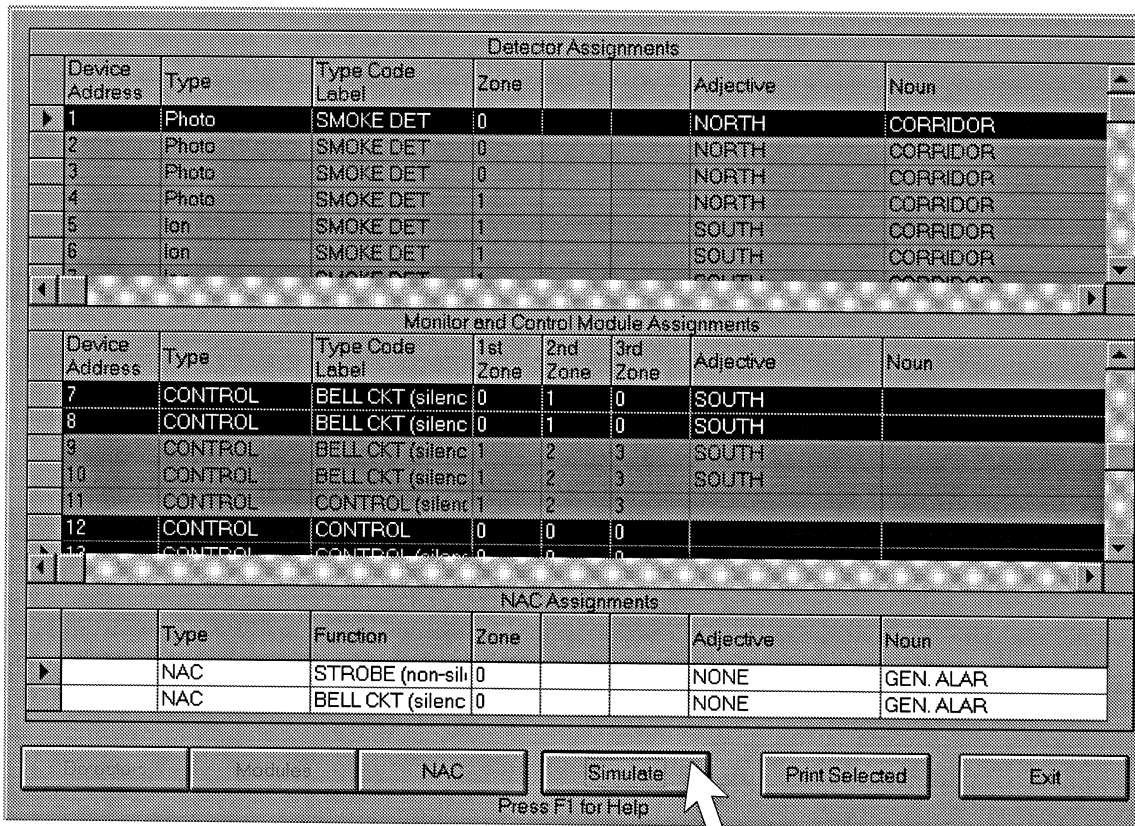 Detector Assignments
Device Address Type Type Code Label Zone Adjective Noun
1 Photo SMOKE DET 0 NORTH CORRIDOR
2 Photo SMOKE DET 0 NORTH CORRIDOR
3 Photo SMOKE DET 0 NORTH CORRIDOR
4 Photo SMOKE DET 1 NORTH CORRIDOR
5 Ion SMOKE DET 1 SOUTH CORRIDOR
6 Ion SMOKE DET 1 SOUTH CORRIDOR
Monitor and Control Module Assignments
Device Address Type Type Code Label 1st Zone 2nd Zone 3rd Zone Adjective Noun
7 CONTROL BELL CKT (silenc 0 1 0 SOUTH
8 CONTROL BELL CKT (silenc 0 1 0 SOUTH
9 CONTROL BELL CKT (silenc 1 2 3 SOUTH
10 CONTROL BELL CKT (silenc 1 2 3 SOUTH
11 CONTROL CONTROL (silenc 1 2 3
12 CONTROL CONTROL 0 0 0
13 CONTROL CONTROL (silenc 0 0 0
NAC Assignments
Type Function Zone Adjective Noun
NAC STROBE (non-sil 0 NONE GEN. ALAR
NAC BELL CKT (silenc 0 NONE GEN. ALAR
Modules NAC Simulate Print Selected Exit
Press F1 for Help